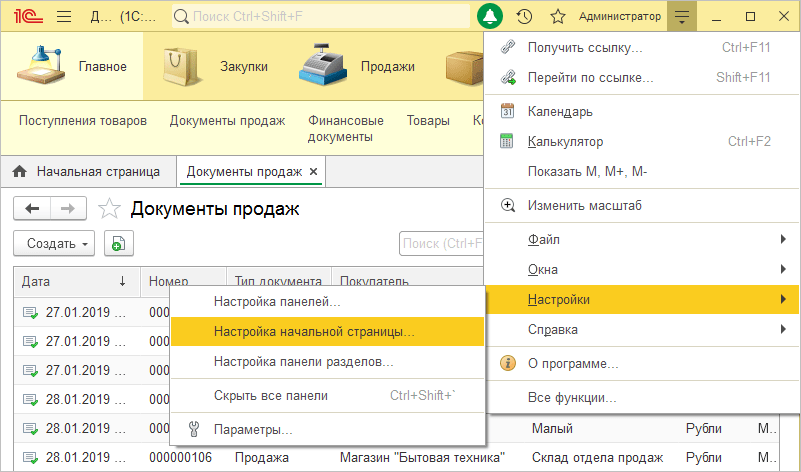 1С Д... (1С:... Поиск Ctrl+Shift+F Администратор
Главное Закупки Продажи
Поступления товаров Документы продаж Финансовые документы Товары
Начальная страница Документы продаж ×
Документы продаж
Создать Поиск (Ctrl+F
Дата ↓ Номер Тип документа Покупатель
27.01.2019 ... 000
27.01.2019 ... 000
27.01.2019 ... 000
28.01.2019 ... 000
28.01.2019 ... 000 Малый Рубли М...
28.01.2019 ... 000000106 Продажа Магазин "Бытовая техника" Склад отдела продаж Рубли М...
Получить ссылку... Ctrl+F11
Перейти по ссылке... Shift+F11
Календарь
Калькулятор Ctrl+F2
Показать M, M+, M-
Изменить масштаб
Файл
Окна
Настройки
Справка
О программе...
Все функции...
Настройка панелей...
Настройка начальной страницы...
Настройка панели разделов...
Скрыть все панели Ctrl+Shift+`
Параметры...